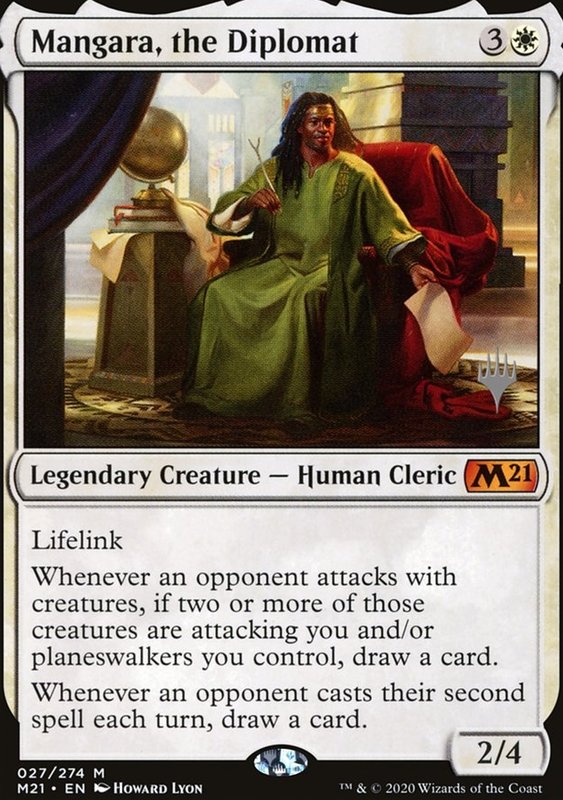 Mangara, the Diplomat 3
Legendary Creature — Human Cleric M21
Lifelink
Whenever an opponent attacks with
creatures, if two or more of those
creatures are attacking you and/or
planeswalkers you control, draw a card.
Whenever an opponent casts their second
spell each turn, draw a card.
2/4
027/274 M
M21 • EN Howard Lyon
™ & © 2020 Wizards of the Coast